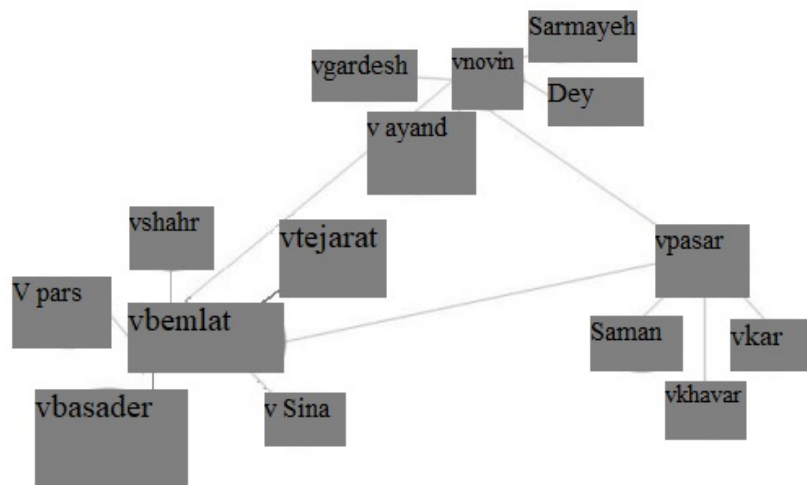 Sarmayeh
vgardesh
vnovin
Dey
v ayand
vshahr
vtejarat
vpasar
V pars
vbemlat
Saman
vkar
vkhavar
vbasader
v Sina